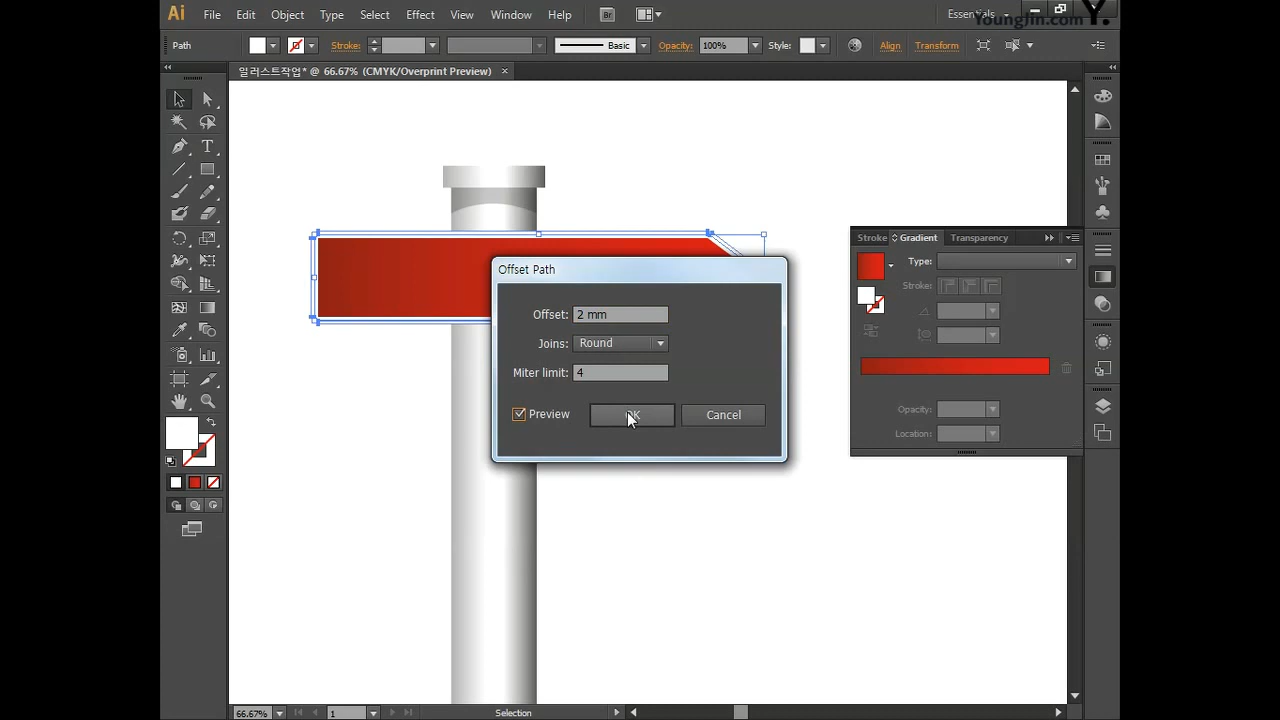 Ai File Edit Object Type Select Effect View Window Help Br Essentials
Youngjin.com Y.
Path Stroke: Basic Opacity: 100% Style: Align Transform
일러스트작업* @ 66.67% (CMYK/Overprint Preview) ×
Stroke Gradient Transparency
Type:
Stroke:
Opacity:
Location:
Offset Path
Offset: 2 mm
Joins: Round
Miter limit: 4
Preview OK Cancel
66.67% 1 Selection